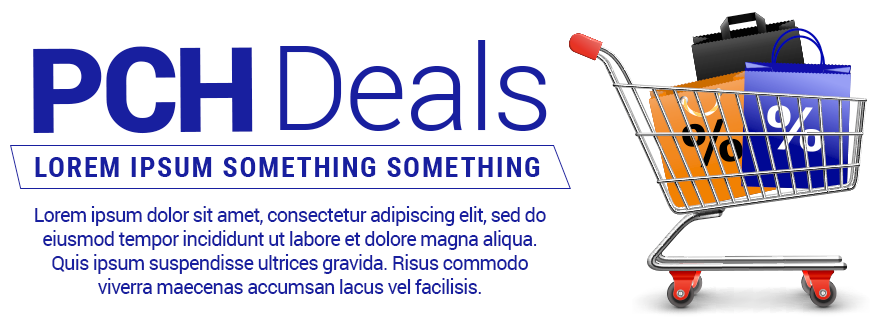 PCH Deals
LOREM IPSUM SOMETHING SOMETHING
Lorem ipsum dolor sit amet, consectetur adipiscing elit, sed do
eiusmod tempor incididunt ut labore et dolore magna aliqua.
Quis ipsum suspendisse ultrices gravida. Risus commodo
viverra maecenas accumsan lacus vel facilisis.
% %